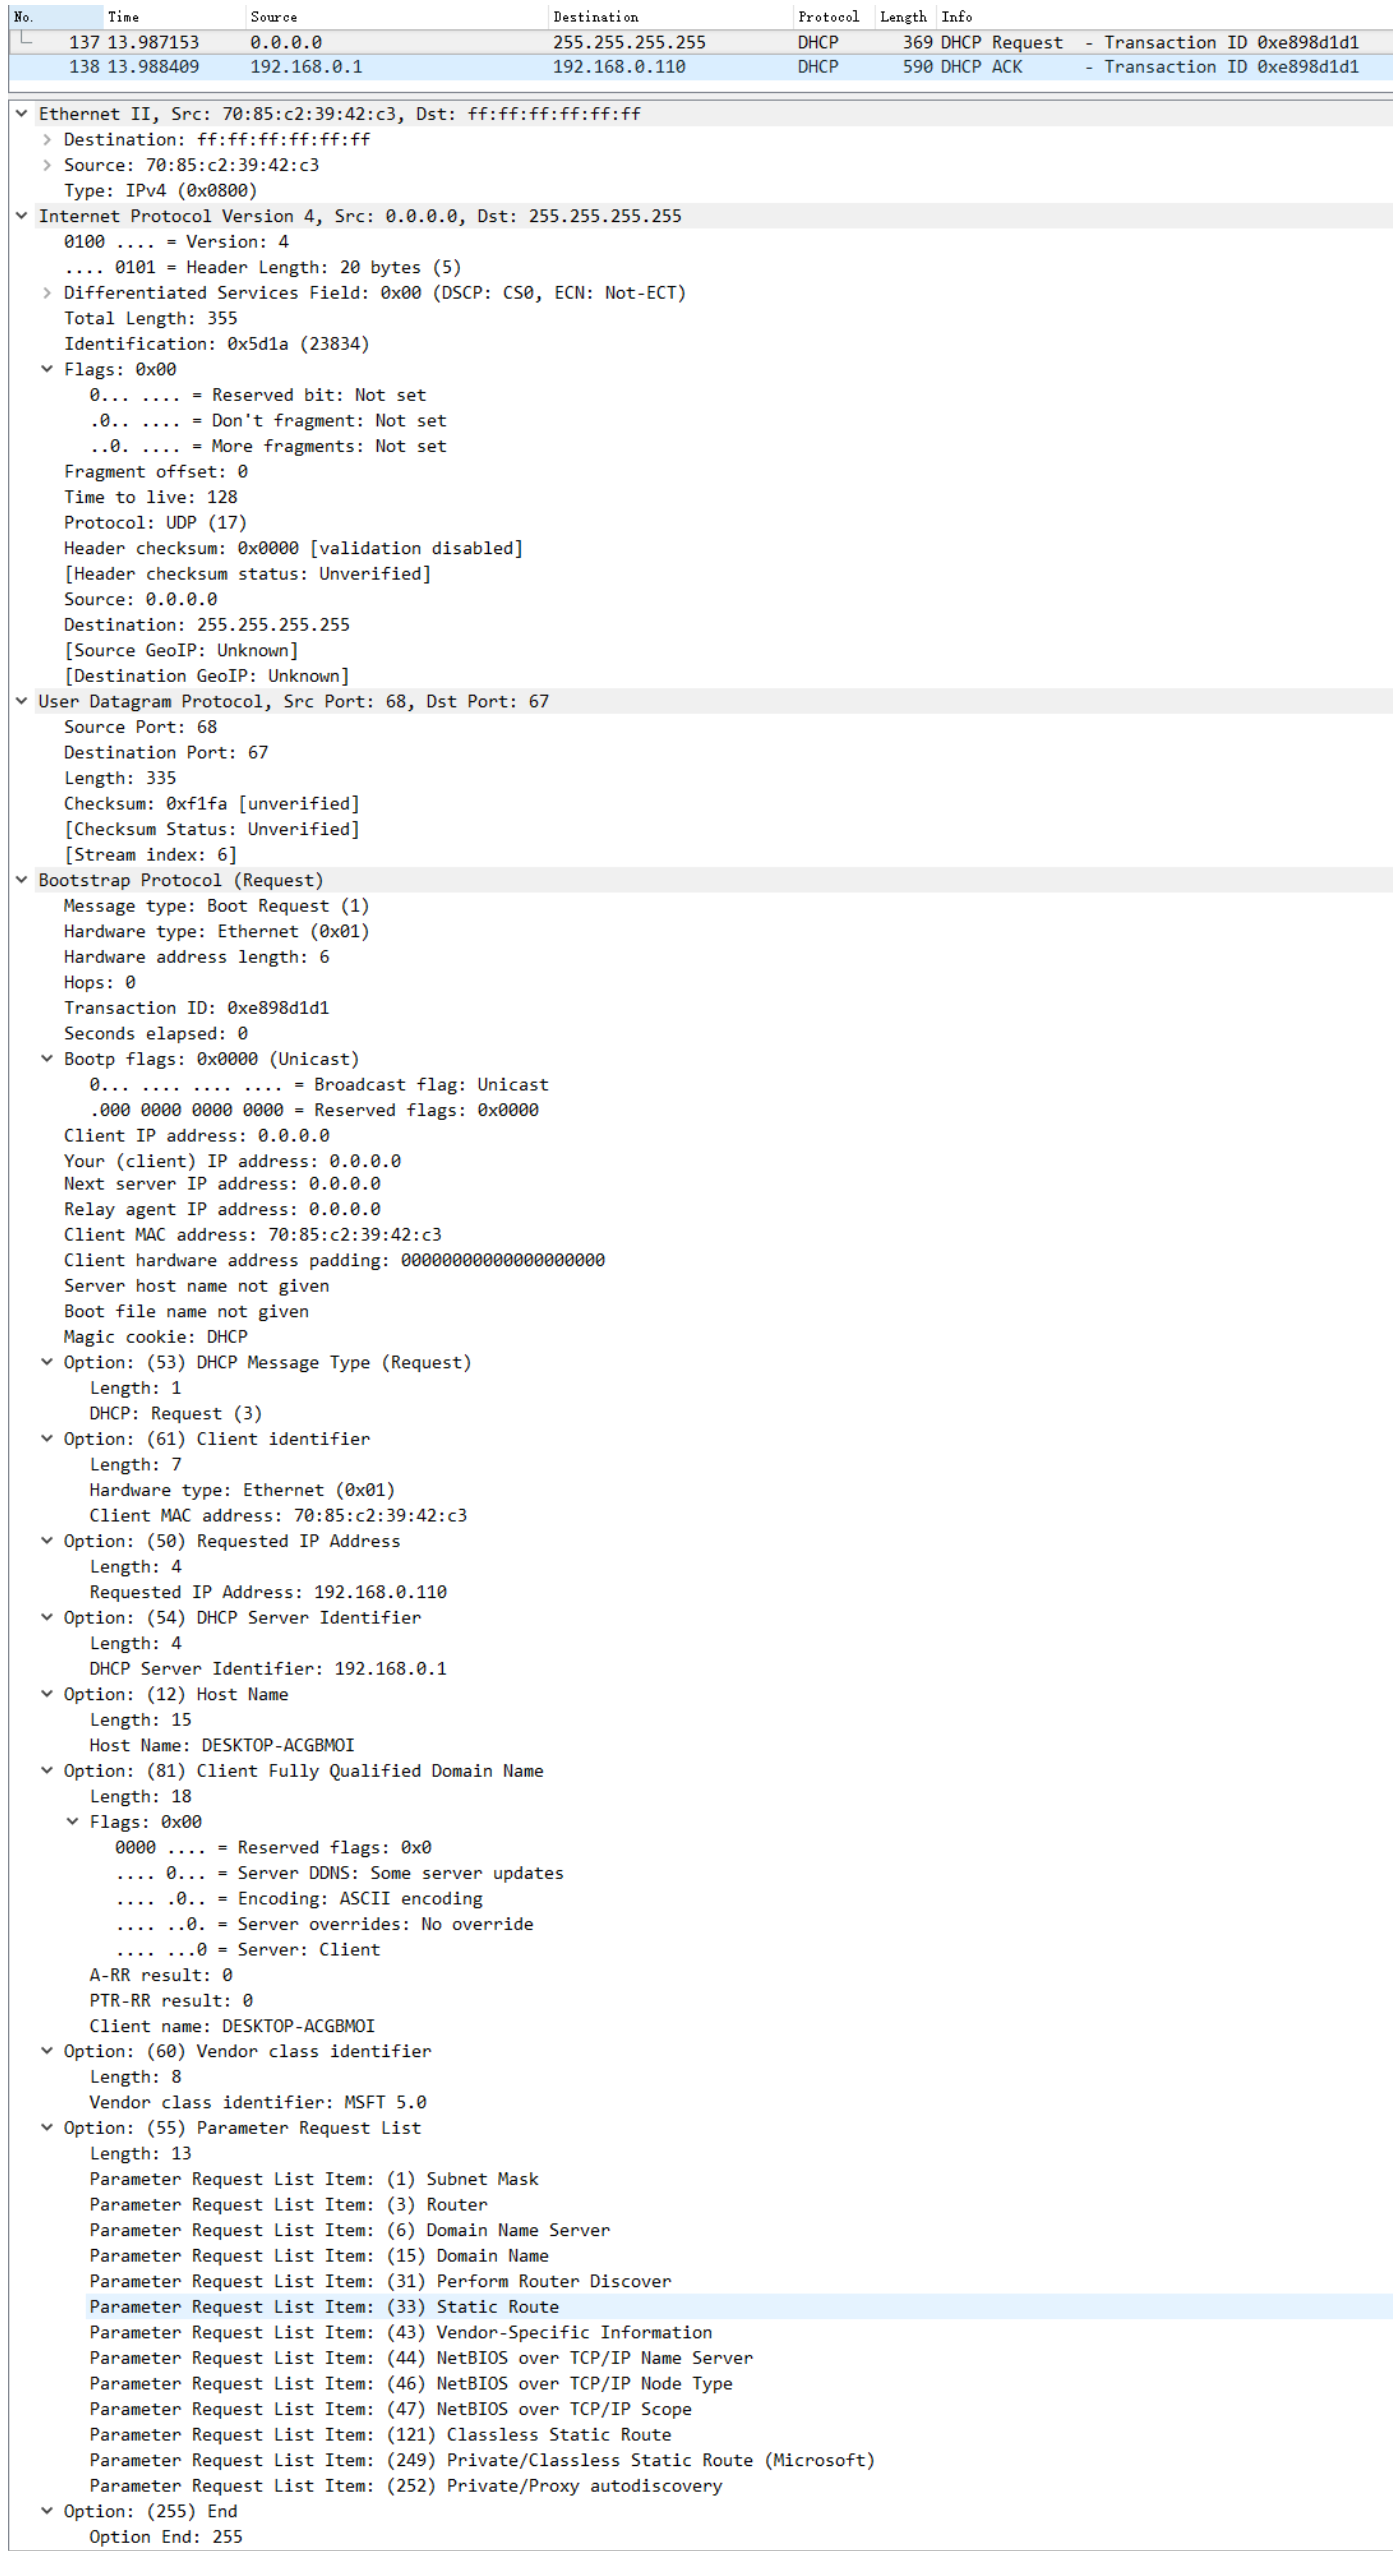 No. Time Source Destination Protocol Length Info
137 13.987153 0.0.0.0 255.255.255.255 DHCP 369 DHCP Request - Transaction ID 0xe898d1d1
138 13.988409 192.168.0.1 192.168.0.110 DHCP 590 DHCP ACK - Transaction ID 0xe898d1d1
Ethernet II, Src: 70:85:c2:39:42:c3, Dst: ff:ff:ff:ff:ff:ff
Destination: ff:ff:ff:ff:ff:ff
Source: 70:85:c2:39:42:c3
Type: IPv4 (0x0800)
Internet Protocol Version 4, Src: 0.0.0.0, Dst: 255.255.255.255
0100 .... = Version: 4
.... 0101 = Header Length: 20 bytes (5)
Differentiated Services Field: 0x00 (DSCP: CS0, ECN: Not-ECT)
Total Length: 355
Identification: 0x5d1a (23834)
Flags: 0x00
0... .... = Reserved bit: Not set
.0.. .... = Don't fragment: Not set
..0. .... = More fragments: Not set
Fragment offset: 0
Time to live: 128
Protocol: UDP (17)
Header checksum: 0x0000 [validation disabled]
[Header checksum status: Unverified]
Source: 0.0.0.0
Destination: 255.255.255.255
[Source GeoIP: Unknown]
[Destination GeoIP: Unknown]
User Datagram Protocol, Src Port: 68, Dst Port: 67
Source Port: 68
Destination Port: 67
Length: 335
Checksum: 0xf1fa [unverified]
[Checksum Status: Unverified]
[Stream index: 6]
Bootstrap Protocol (Request)
Message type: Boot Request (1)
Hardware type: Ethernet (0x01)
Hardware address length: 6
Hops: 0
Transaction ID: 0xe898d1d1
Seconds elapsed: 0
Bootp flags: 0x0000 (Unicast)
0... .... .... .... = Broadcast flag: Unicast
.000 0000 0000 0000 = Reserved flags: 0x0000
Client IP address: 0.0.0.0
Your (client) IP address: 0.0.0.0
Next server IP address: 0.0.0.0
Relay agent IP address: 0.0.0.0
Client MAC address: 70:85:c2:39:42:c3
Client hardware address padding: 00000000000000000000
Server host name not given
Boot file name not given
Magic cookie: DHCP
Option: (53) DHCP Message Type (Request)
Length: 1
DHCP: Request (3)
Option: (61) Client identifier
Length: 7
Hardware type: Ethernet (0x01)
Client MAC address: 70:85:c2:39:42:c3
Option: (50) Requested IP Address
Length: 4
Requested IP Address: 192.168.0.110
Option: (54) DHCP Server Identifier
Length: 4
DHCP Server Identifier: 192.168.0.1
Option: (12) Host Name
Length: 15
Host Name: DESKTOP-ACGBMOI
Option: (81) Client Fully Qualified Domain Name
Length: 18
Flags: 0x00
0000 .... = Reserved flags: 0x0
.... 0... = Server DDNS: Some server updates
.... .0.. = Encoding: ASCII encoding
.... ..0. = Server overrides: No override
.... ...0 = Server: Client
A-RR result: 0
PTR-RR result: 0
Client name: DESKTOP-ACGBMOI
Option: (60) Vendor class identifier
Length: 8
Vendor class identifier: MSFT 5.0
Option: (55) Parameter Request List
Length: 13
Parameter Request List Item: (1) Subnet Mask
Parameter Request List Item: (3) Router
Parameter Request List Item: (6) Domain Name Server
Parameter Request List Item: (15) Domain Name
Parameter Request List Item: (31) Perform Router Discover
Parameter Request List Item: (33) Static Route
Parameter Request List Item: (43) Vendor-Specific Information
Parameter Request List Item: (44) NetBIOS over TCP/IP Name Server
Parameter Request List Item: (46) NetBIOS over TCP/IP Node Type
Parameter Request List Item: (47) NetBIOS over TCP/IP Scope
Parameter Request List Item: (121) Classless Static Route
Parameter Request List Item: (249) Private/Classless Static Route (Microsoft)
Parameter Request List Item: (252) Private/Proxy autodiscovery
Option: (255) End
Option End: 255